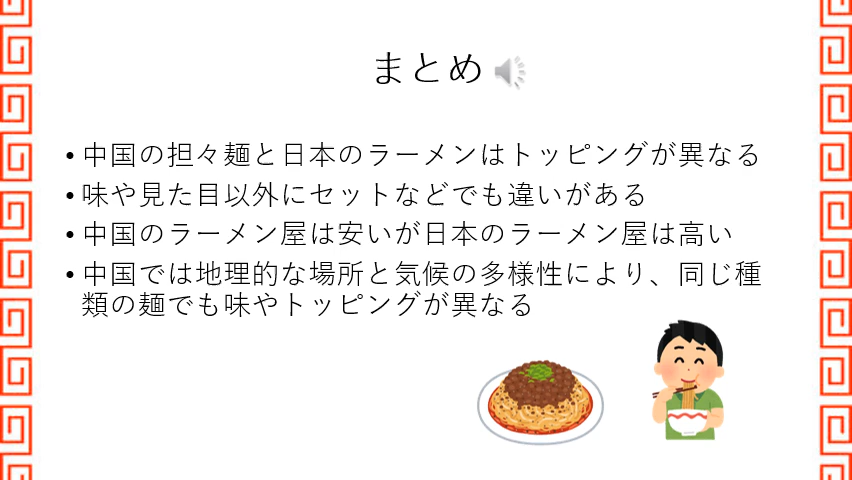 まとめ
•中国の担々麺と日本のラーメンはトッピングが異なる
•味や見た目以外にセットなどでも違いがある
•中国のラーメン屋は安いが日本のラーメン屋は高い
•中国では地理的な場所と気候の多様性により、同じ種
類の麺でも味やトッピングが異なる